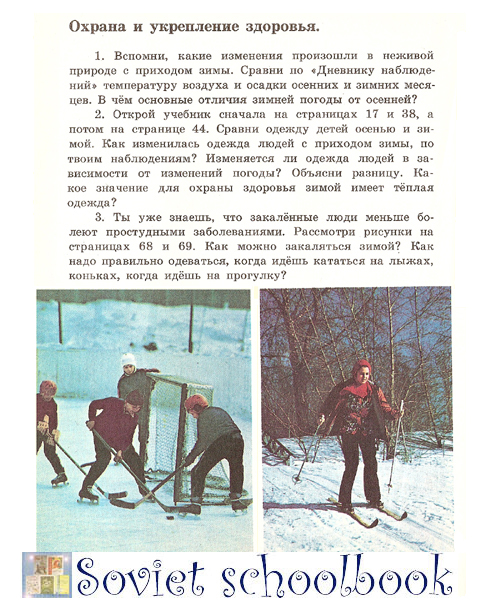 Охрана и укрепление здоровья.
1. Вспомни, какие изменения произошли в неживой
природе с приходом зимы. Сравни по «Дневнику наблюде-
ний» температуру воздуха и осадки осенних и зимних меся-
цев. В чём основные отличия зимней погоды от осенней?
2. Открой учебник сначала на страницах 17 и 38, а
потом на странице 44. Сравни одежду детей осенью и зи-
мой. Как изменилась одежда людей с приходом зимы, по
твоим наблюдениям? Изменяется ли одежда людей в за-
висимости от изменений погоды? Объясни разницу. Ка-
кое значение для охраны здоровья зимой имеет тёплая
одежда?
3. Ты уже знаешь, что закалённые люди меньше бо-
леют простудными заболеваниями. Рассмотри рисунки на
страницах 68 и 69. Как можно закаляться зимой? Как
надо правильно одеваться, когда идёшь кататься на лыжах,
коньках, когда идёшь на прогулку?
Soviet schoolbook